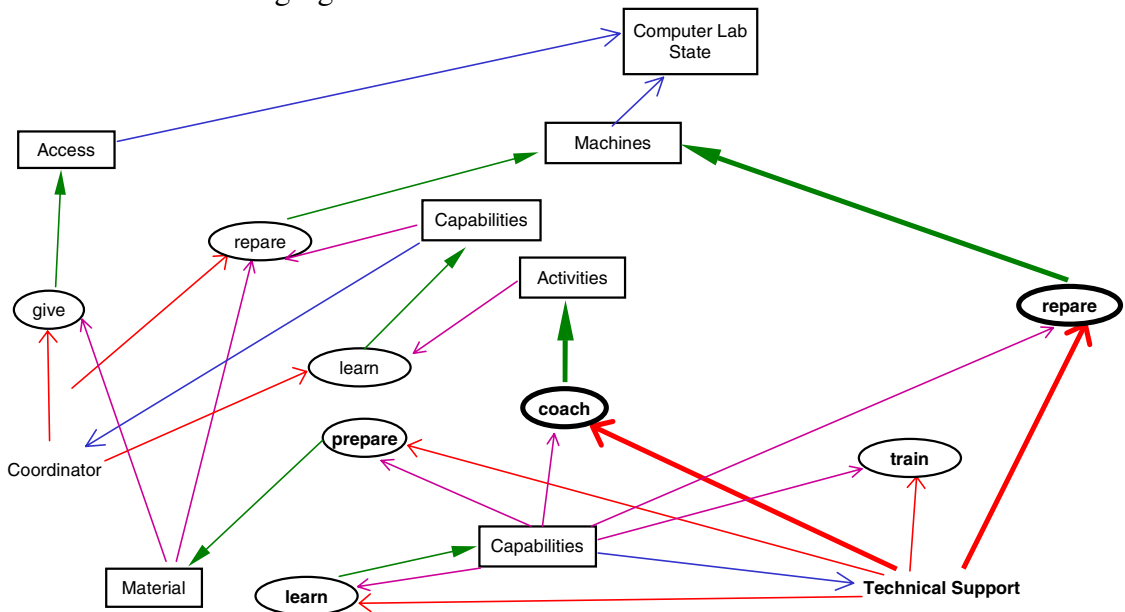 Computer Lab
State
Access
Machines
repare
Capabilities
Activities
give
repare
learn
coach
prepare
train
Coordinator
Capabilities
Material
learn
Technical Support